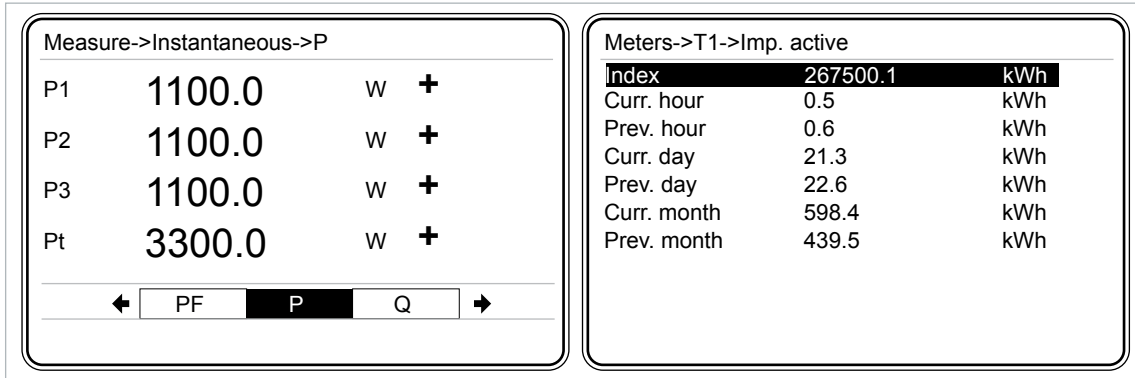 Measure->Instantaneous->P
P1 1100.0 W +
P2 1100.0 W +
P3 1100.0 W +
Pt 3300.0 W +
PF P Q
Meters->T1->Imp. active
Index 267500.1 kWh
Curr. hour 0.5 kWh
Prev. hour 0.6 kWh
Curr. day 21.3 kWh
Prev. day 22.6 kWh
Curr. month 598.4 kWh
Prev. month 439.5 kWh